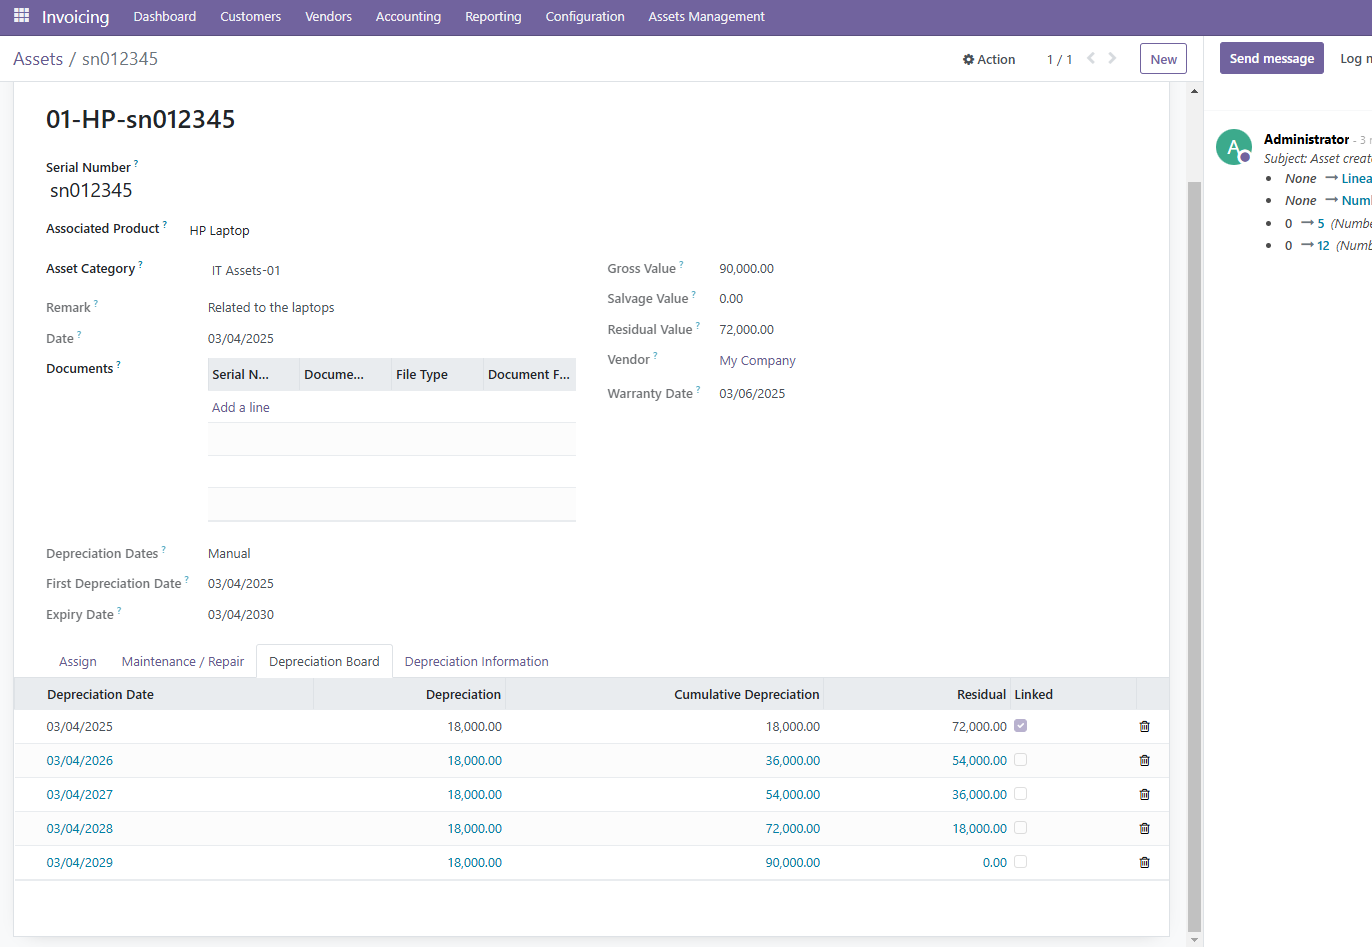 Invoicing Dashboard Customers Vendors Accounting Reporting Configuration Assets Management
Assets / sn012345 Action 1 / 1 New
Send message Log n
01-HP-sn012345
Serial Number ?
sn012345
Associated Product ? HP Laptop
Asset Category ? IT Assets-01
Remark ? Related to the laptops
Date ? 03/04/2025
Documents ?
Serial N... Docume... File Type Document F...
Add a line
Gross Value ? 90,000.00
Salvage Value ? 0.00
Residual Value ? 72,000.00
Vendor ? My Company
Warranty Date ? 03/06/2025
Depreciation Dates ? Manual
First Depreciation Date ? 03/04/2025
Expiry Date ? 03/04/2030
Assign Maintenance / Repair Depreciation Board Depreciation Information
Depreciation Date Depreciation Cumulative Depreciation Residual Linked
03/04/2025 18,000.00 18,000.00 72,000.00
03/04/2026 18,000.00 36,000.00 54,000.00
03/04/2027 18,000.00 54,000.00 36,000.00
03/04/2028 18,000.00 72,000.00 18,000.00
03/04/2029 18,000.00 90,000.00 0.00
A
Administrator - 3
Subject: Asset creat
• None → Linea
• None → Num
• 0 → 5 (Numbe
• 0 → 12 (Numb